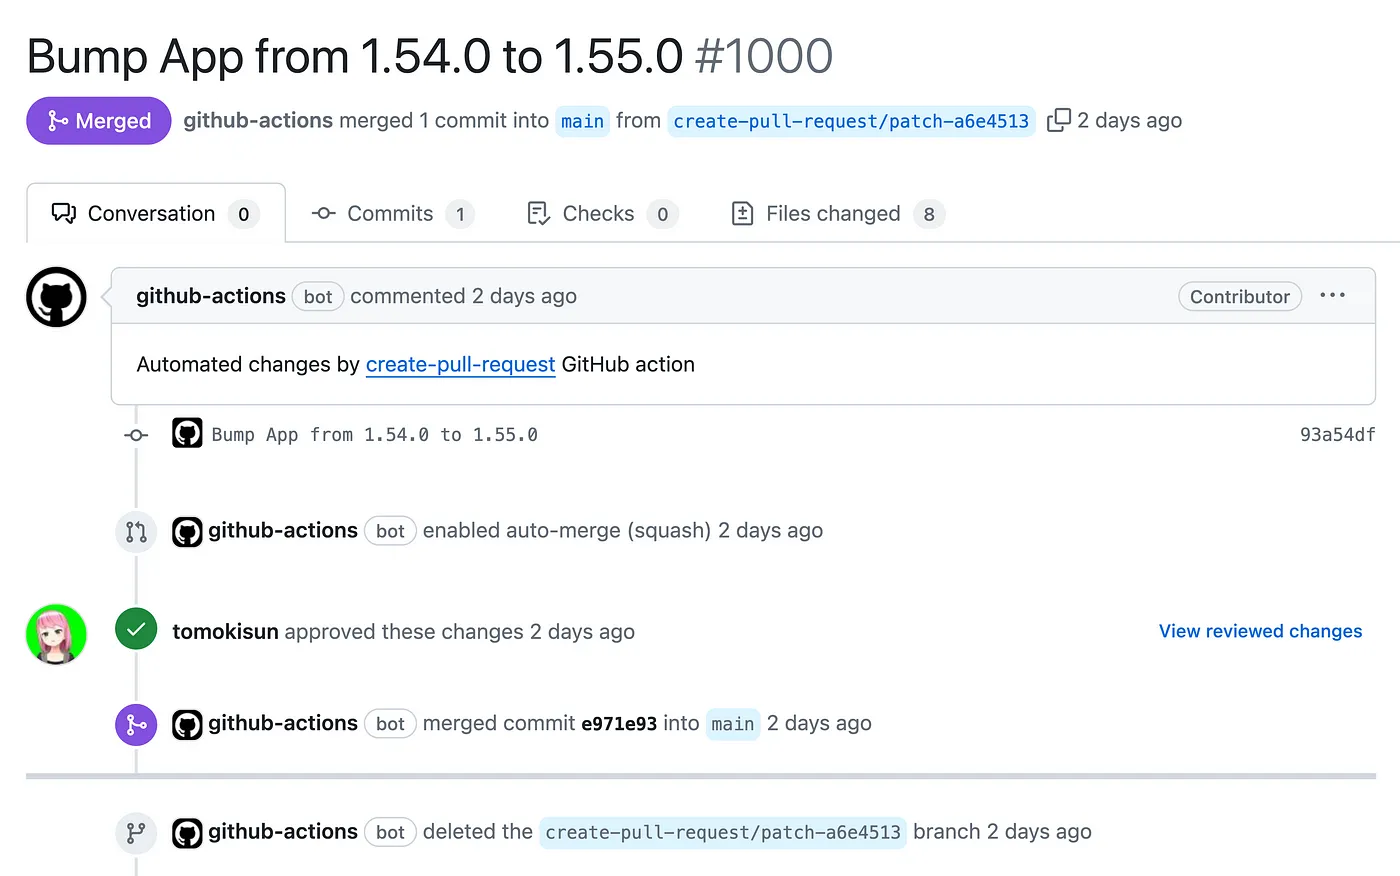 Bump App from 1.54.0 to 1.55.0 #1000
Merged github-actions merged 1 commit into main from create-pull-request/patch-a6e4513 2 days ago
Conversation 0 Commits 1 Checks 0 Files changed 8
github-actions bot commented 2 days ago Contributor ...
Automated changes by create-pull-request GitHub action
Bump App from 1.54.0 to 1.55.0 93a54df
github-actions bot enabled auto-merge (squash) 2 days ago
tomokisun approved these changes 2 days ago View reviewed changes
github-actions bot merged commit e971e93 into main 2 days ago
github-actions bot deleted the create-pull-request/patch-a6e4513 branch 2 days ago